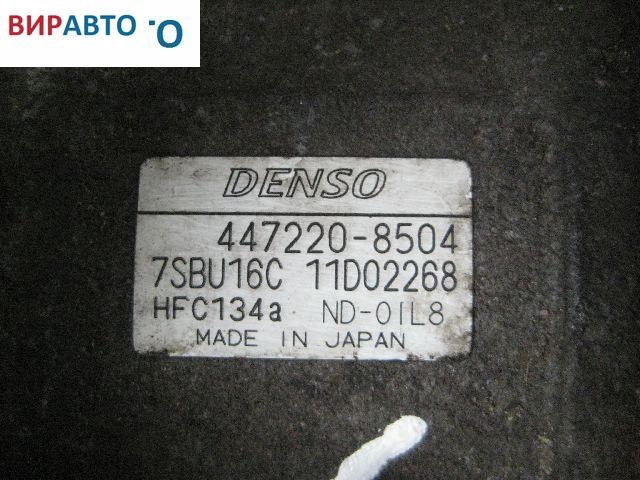 ВИРАВТО
DENSO
447220-8504
7SBU16C 11D02268
HFC134a ND-OIL8
MADE IN JAPAN